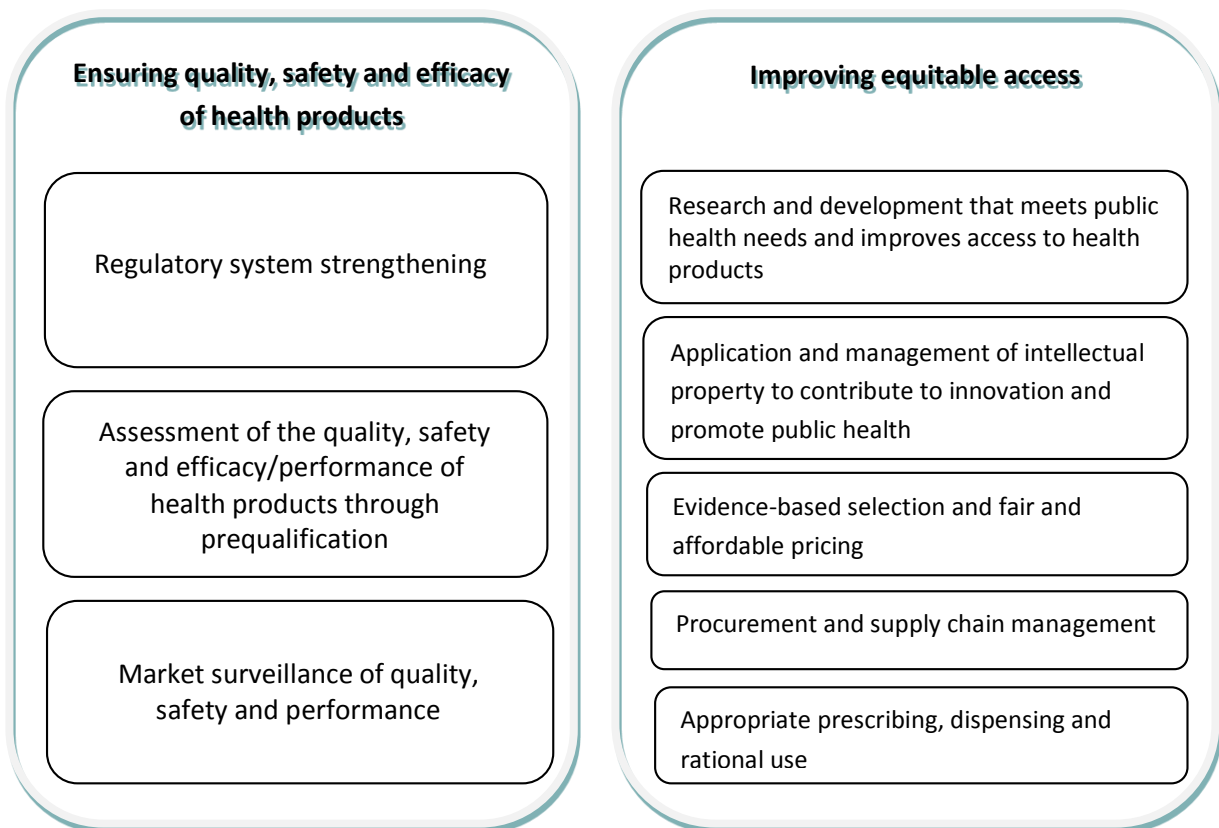 Ensuring quality, safety and efficacy
of health products
Regulatory system strengthening
Assessment of the quality, safety
and efficacy/performance of
health products through
prequalification
Market surveillance of quality,
safety and performance
Improving equitable access
Research and development that meets public
health needs and improves access to health
products
Application and management of intellectual
property to contribute to innovation and
promote public health
Evidence-based selection and fair and
affordable pricing
Procurement and supply chain management
Appropriate prescribing, dispensing and
rational use